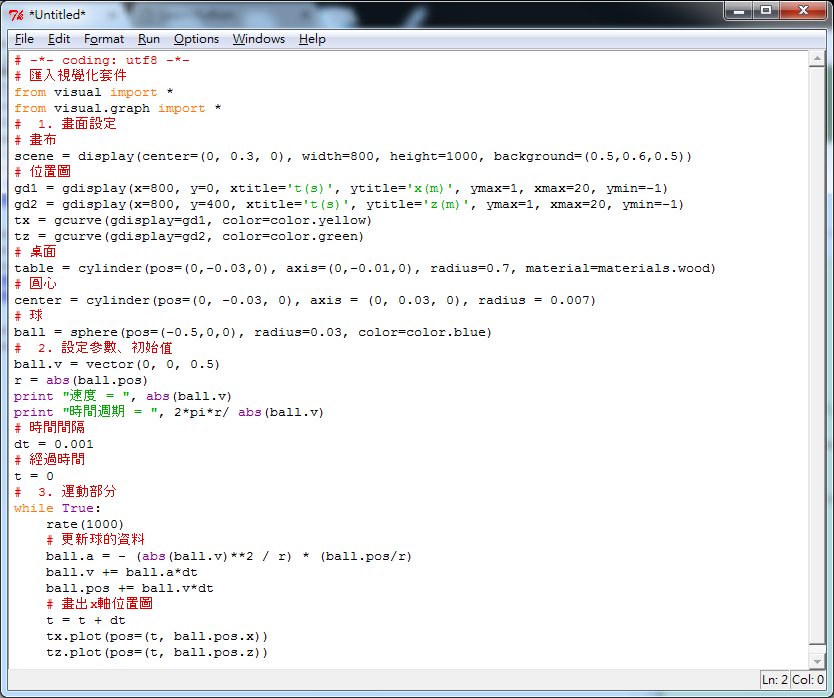 *Untitled*
File Edit Format Run Options Windows Help
# -*- coding: utf8 -*-
# 匯入視覺化套件
from visual import *
from visual.graph import *
#  1. 畫面設定
# 畫布
scene = display(center=(0, 0.3, 0), width=800, height=1000, background=(0.5,0.6,0.5))
# 位置圖
gd1 = gdisplay(x=800, y=0, xtitle='t(s)', ytitle='x(m)', ymax=1, xmax=20, ymin=-1)
gd2 = gdisplay(x=800, y=400, xtitle='t(s)', ytitle='z(m)', ymax=1, xmax=20, ymin=-1)
tx = gcurve(gdisplay=gd1, color=color.yellow)
tz = gcurve(gdisplay=gd2, color=color.green)
# 桌面
table = cylinder(pos=(0,-0.03,0), axis=(0,-0.01,0), radius=0.7, material=materials.wood)
# 圓心
center = cylinder(pos=(0, -0.03, 0), axis = (0, 0.03, 0), radius = 0.007)
# 球
ball = sphere(pos=(-0.5,0,0), radius=0.03, color=color.blue)
#  2. 設定參數、初始值
ball.v = vector(0, 0, 0.5)
r = abs(ball.pos)
print "速度 = ", abs(ball.v)
print "時間週期 = ", 2*pi*r/ abs(ball.v)
# 時間間隔
dt = 0.001
# 經過時間
t = 0
#  3. 運動部分
while True:
    rate(1000)
    # 更新球的資料
    ball.a = - (abs(ball.v)**2 / r) * (ball.pos/r)
    ball.v += ball.a*dt
    ball.pos += ball.v*dt
    # 畫出x軸位置圖
    t = t + dt
    tx.plot(pos=(t, ball.pos.x))
    tz.plot(pos=(t, ball.pos.z))
Ln: 2 Col: 0